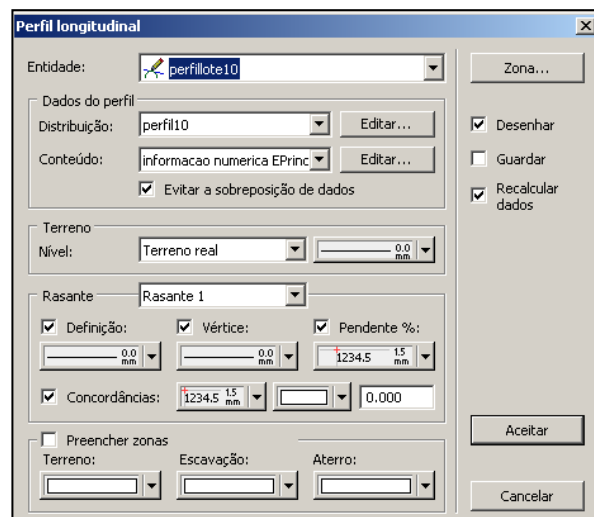 Perfil longitudinal
Entidade: perfillote10
Zona...
Dados do perfil
Distribuição: perfil10 Editar...
Desenhar
Conteúdo: informacao numerica EPrinc Editar...
Guardar
Evitar a sobreposição de dados
Recalcular dados
Terreno
Nível: Terreno real 0.0 mm
Rasante Rasante 1
Definição: Vértice: Pendente %:
0.0 mm 0.0 mm 1234.5 1.5 mm
Concordâncias: 1234.5 1.5 mm 0.000
Aceitar
Preencher zonas
Terreno: Escavação: Aterro:
Cancelar